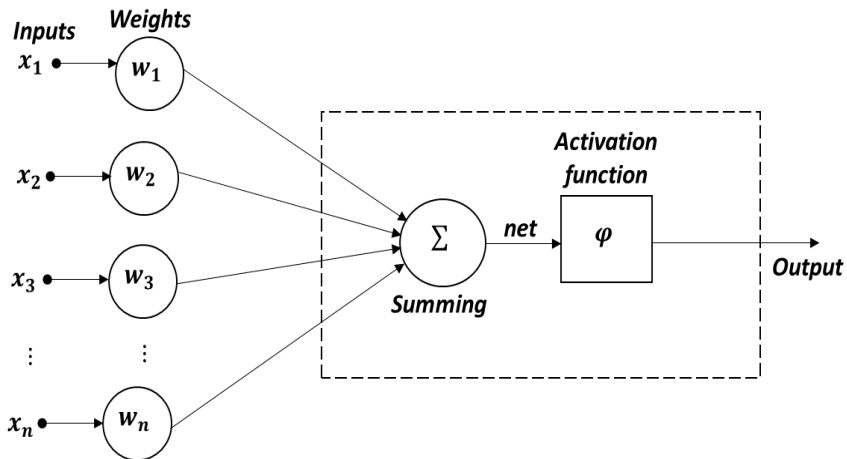 Inputs
Weights
x₁
w₁
x₂
w₂
x₃
w₃
⋮
⋮
xₙ
wₙ
Σ
Summing
net
Activation
function
φ
Output